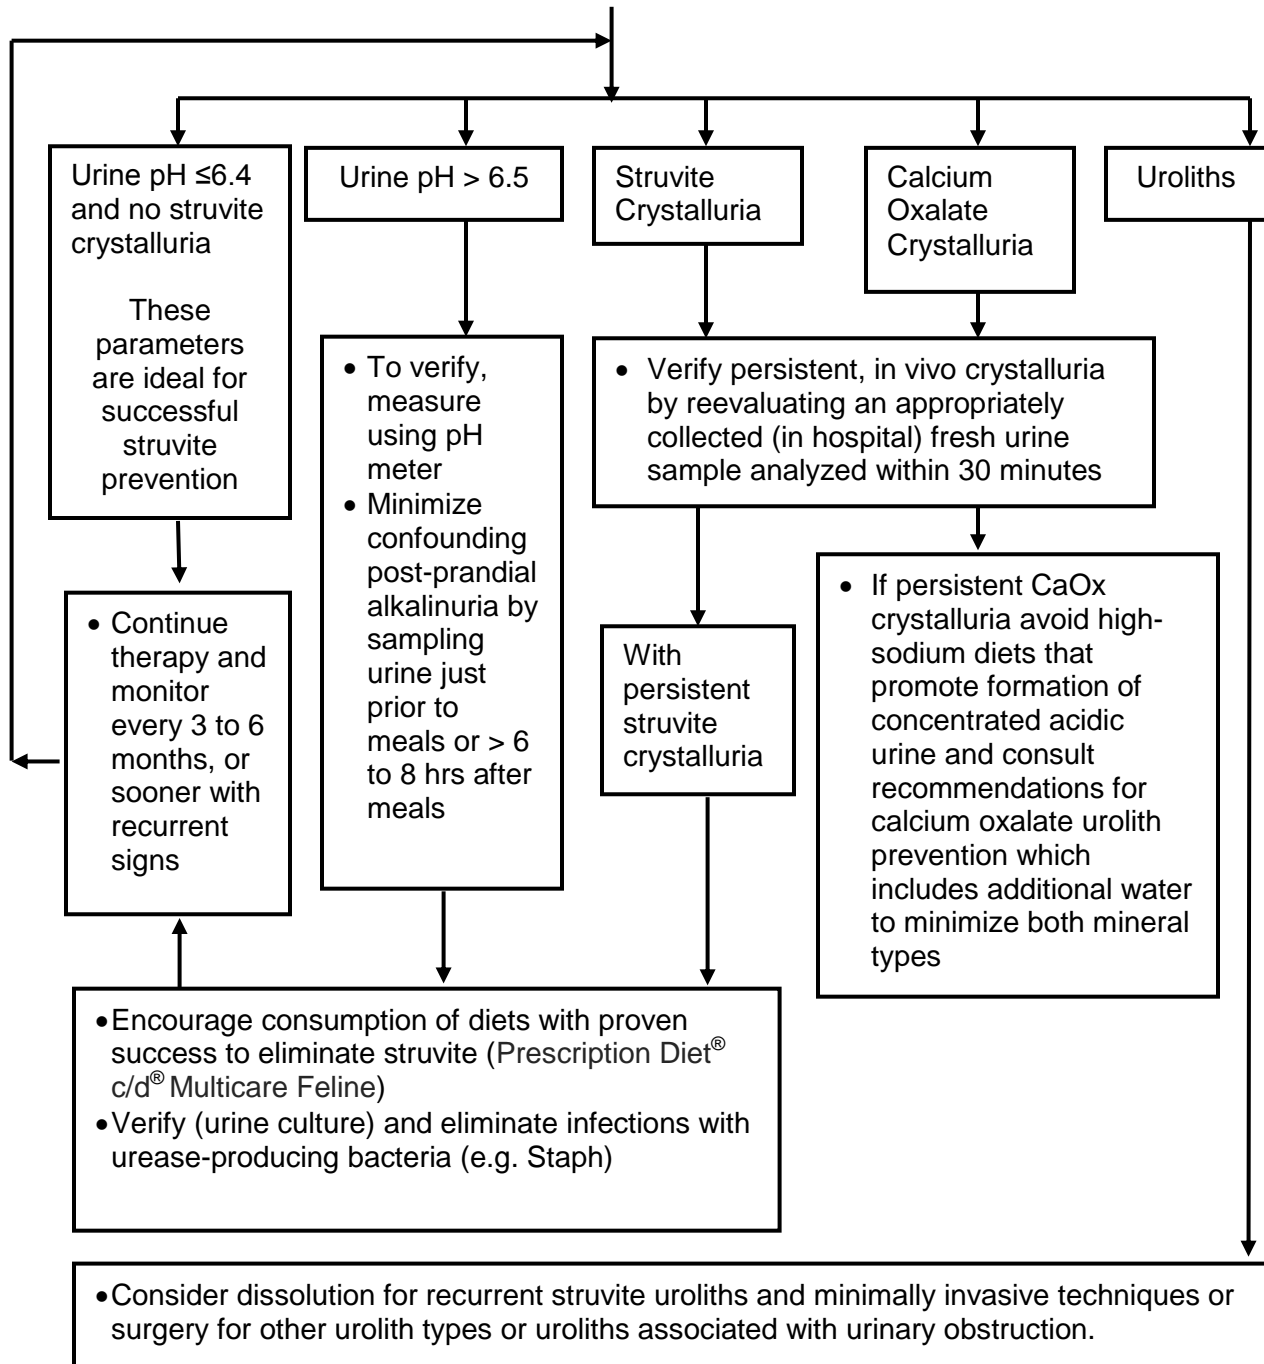 Urine pH ≤6.4
and no struvite
crystalluria
These
parameters
are ideal for
successful
struvite
prevention
Urine pH > 6.5
Struvite
Crystalluria
Calcium
Oxalate
Crystalluria
Uroliths
• To verify,
measure
using pH
meter
• Minimize
confounding
post-prandial
alkalinuria by
sampling
urine just
prior to
meals or > 6
to 8 hrs after
meals
• Verify persistent, in vivo crystalluria
by reevaluating an appropriately
collected (in hospital) fresh urine
sample analyzed within 30 minutes
• Continue
therapy and
monitor
every 3 to 6
months, or
sooner with
recurrent
signs
With
persistent
struvite
crystalluria
• If persistent CaOx
crystalluria avoid high-
sodium diets that
promote formation of
concentrated acidic
urine and consult
recommendations for
calcium oxalate urolith
prevention which
includes additional water
to minimize both mineral
types
• Encourage consumption of diets with proven
success to eliminate struvite (Prescription Diet®
c/d® Multicare Feline)
• Verify (urine culture) and eliminate infections with
urease-producing bacteria (e.g. Staph)
• Consider dissolution for recurrent struvite uroliths and minimally invasive techniques or
surgery for other urolith types or uroliths associated with urinary obstruction.